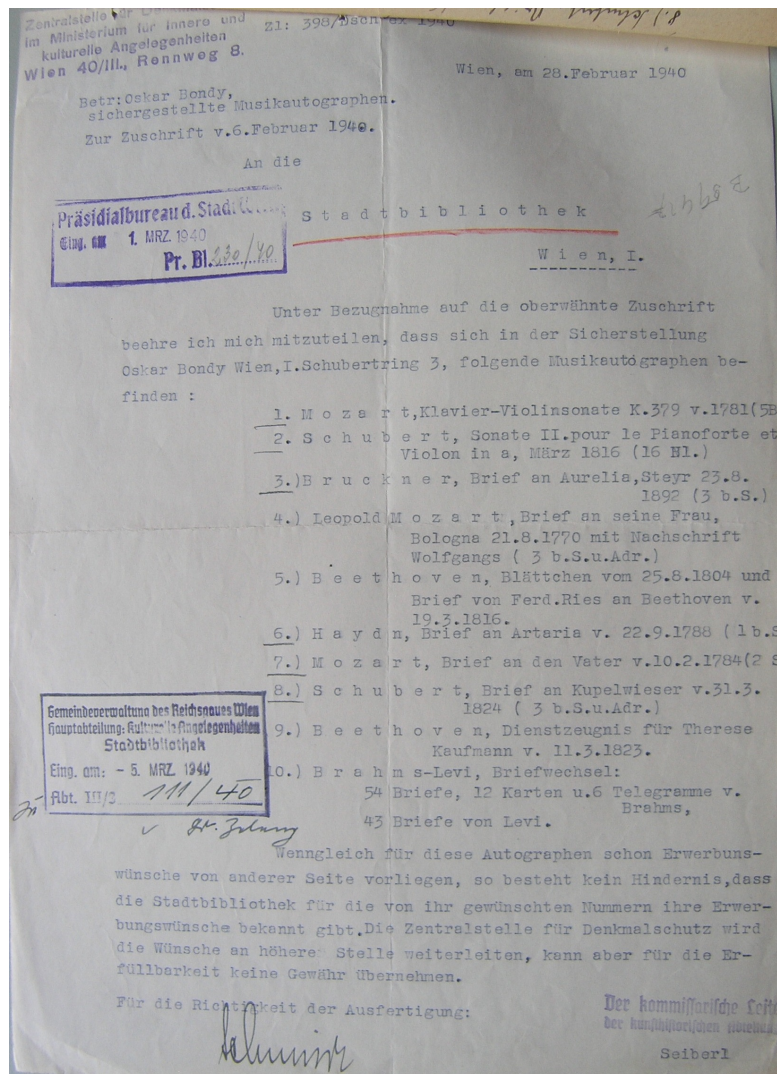 Zentralstelle für
im Ministerium für innere und
kulturelle Angelegenheiten
Wien 40/III., Rennweg 8.
Zl: 398/ 1940
Wien, am 28.Februar 1940
Betr:Oskar Bondy,
sichergestellte Musikautographen.
Zur Zuschrift v.6.Februar 1940.
An die
Präsidialbureau d. Stadt
Eing. am 1. MRZ. 1940
Pr. Bl. 230/40
S t a d t b i b l i o t h e k
W i e n, I.
Unter Bezugnahme auf die oberwähnte Zuschrift
beehre ich mich mitzuteilen, dass sich in der Sicherstellung
Oskar Bondy Wien,I.Schubertring 3, folgende Musikautographen be-
finden :
1. M o z a r t,Klavier-Violinsonate K.379 v.1781(5B
2. S c h u b e r t, Sonate II.pour le Pianoforte et
Violon in a, März 1816 (16 Bl.)
3.)B r u c k n e r, Brief an Aurelia,Steyr 23.8.
1892 (3 b.S.)
4.) Leopold M o z a r t ,Brief an seine Frau,
Bologna 21.8.1770 mit Nachschrift
Wolfgangs ( 3 b.S.u.Adr.)
5.) B e e t h o v e n, Blättchen vom 25.8.1804 und
Brief von Ferd.Ries an Beethoven v.
19.3.1816.
6.) H a y d n, Brief an Artaria v. 22.9.1788 ( 1b.S
7.) M o z a r t, Brief an den Vater v.10.2.1784(2 S
8.) S c h u b e r t, Brief an Kupelwieser v.31.3.
1824 ( 3 b.S.u.Adr.)
9.) B e e t h o v e n, Dienstzeugnis für Therese
Kaufmann v. 11.3.1823.
10.) B r a h m s-Levi, Briefwechsel:
54 Briefe, 12 Karten u.6 Telegramme v.
Brahms,
43 Briefe von Levi.
Gemeindeverwaltung des Reichsgaues Wien
Hauptabteilung: Kulturelle Angelegenheiten
Stadtbibliothek
Eing. am: - 5. MRZ. 1940
Abt. III/3 111/40
Wenngleich für diese Autographen schon Erwerbuns-
wünsche von anderer Seite vorliegen, so besteht kein Hindernis,dass
die Stadtbibliothek für die von ihr gewünschten Nummern ihre Erwer-
bungswünsche bekannt gibt.Die Zentralstelle für Denkmalschutz wird
die Wünsche an höhere Stelle weiterleiten, kann aber für die Er-
füllbarkeit keine Gewähr übernehmen.
Für die Richtigkeit der Ausfertigung:
Der kommissarische Leite
der kunsthistorischen
Seiberl